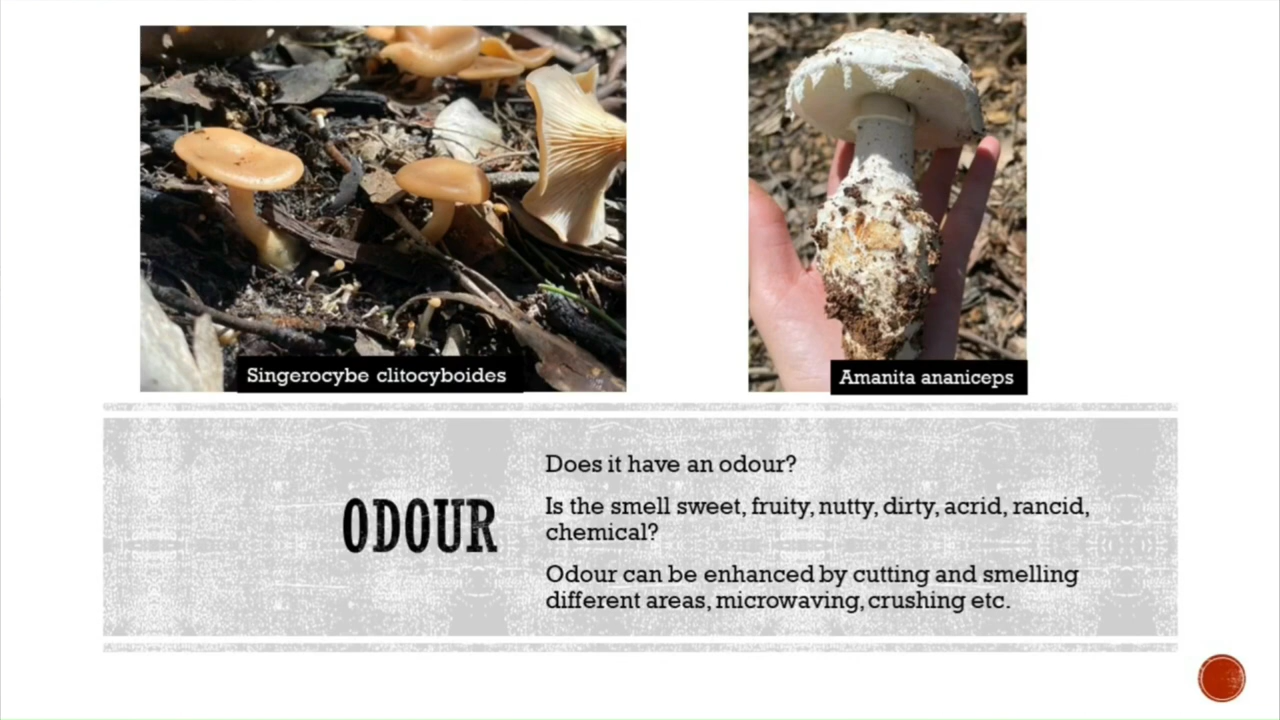 Singerocybe clitocyboides
Amanita ananiceps
ODOUR
Does it have an odour?
Is the smell sweet, fruity, nutty, dirty, acrid, rancid,
chemical?
Odour can be enhanced by cutting and smelling
different areas, microwaving, crushing etc.